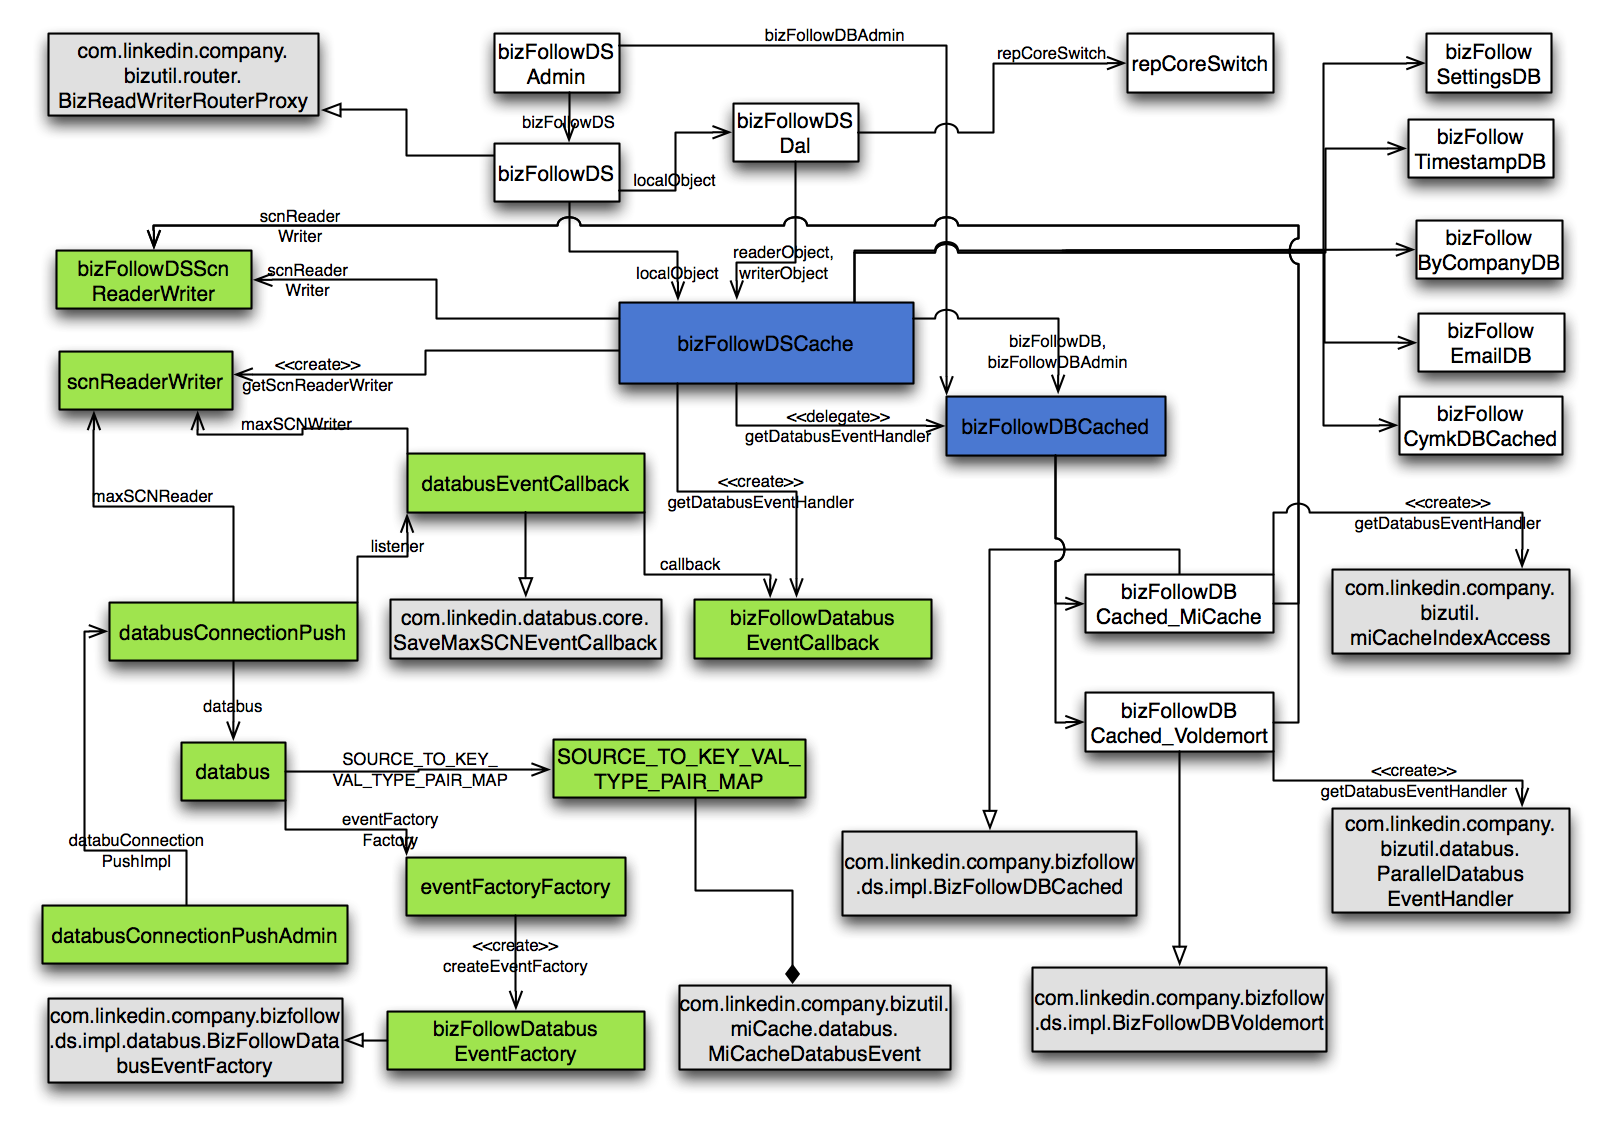 com.linkedin.company.
bizutil.router.
BizReadWriterRouterProxy
bizFollowDS
Admin
bizFollowDBAdmin
repCoreSwitch
repCoreSwitch
bizFollow
SettingsDB
bizFollowDS
bizFollowDS
Dal
bizFollow
TimestampDB
bizFollowDS
localObject
scnReader
Writer
bizFollowDSScn
ReaderWriter
scnReader
Writer
localObject
readerObject,
writerObject
bizFollow
ByCompanyDB
bizFollowDSCache
bizFollowDB,
bizFollowDBAdmin
bizFollow
EmailDB
scnReaderWriter
<<create>>
getScnReaderWriter
maxSCNWriter
<<delegate>>
getDatabusEventHandler
bizFollowDBCached
bizFollow
CymkDBCached
maxSCNReader
databusEventCallback
<<create>>
getDatabusEventHandler
<<create>>
getDatabusEventHandler
listener
callback
databusConnectionPush
com.linkedin.databus.core.
SaveMaxSCNEventCallback
bizFollowDatabus
EventCallback
bizFollowDB
Cached_MiCache
com.linkedin.company.
bizutil.
miCacheIndexAccess
databus
bizFollowDB
Cached_Voldemort
databus
SOURCE_TO_KEY_
VAL_TYPE_PAIR_MAP
SOURCE_TO_KEY_VAL_
TYPE_PAIR_MAP
<<create>>
getDatabusEventHandler
databuConnection
PushImpl
eventFactory
Factory
com.linkedin.company.bizfollow
.ds.impl.BizFollowDBCached
com.linkedin.company.
bizutil.databus.
ParallelDatabus
EventHandler
eventFactoryFactory
databusConnectionPushAdmin
<<create>>
createEventFactory
com.linkedin.company.bizfollow
.ds.impl.databus.BizFollowData
busEventFactory
bizFollowDatabus
EventFactory
com.linkedin.company.bizutil.
miCache.databus.
MiCacheDatabusEvent
com.linkedin.company.bizfollow
.ds.impl.BizFollowDBVoldemort